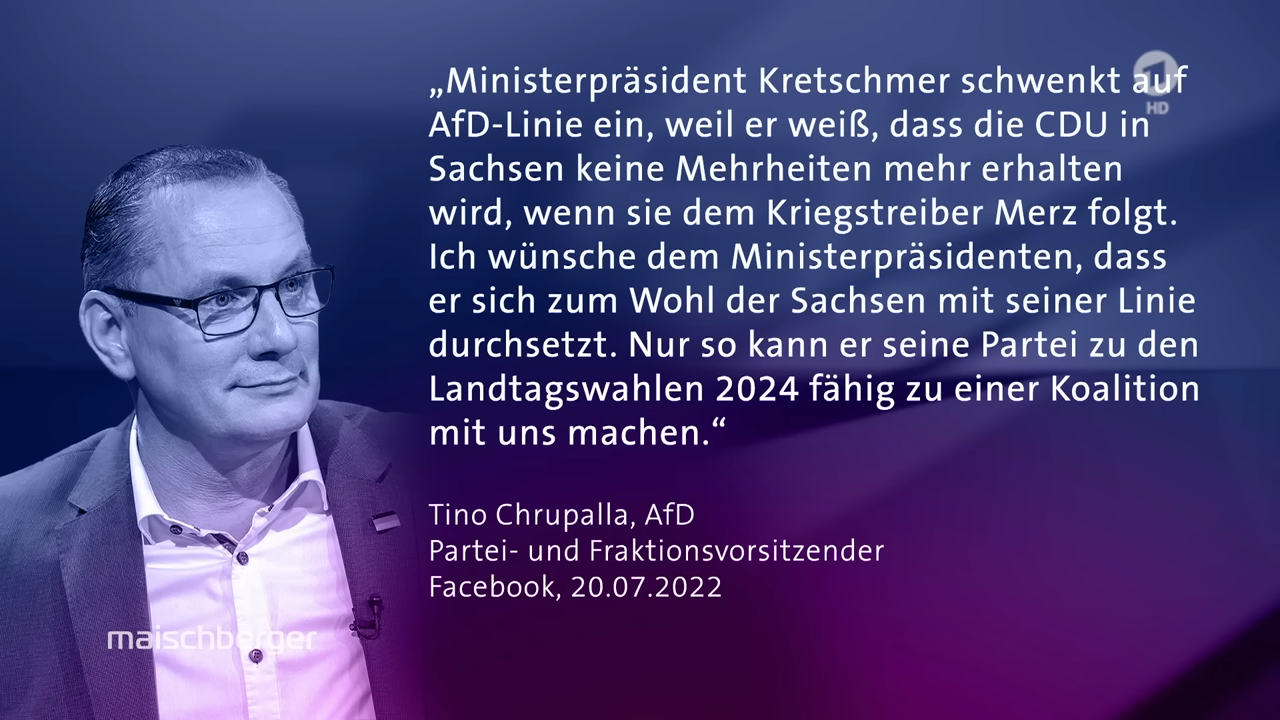 „Ministerpräsident Kretschmer schwenkt auf
AfD-Linie ein, weil er weiß, dass die CDU in
Sachsen keine Mehrheiten mehr erhalten
wird, wenn sie dem Kriegstreiber Merz folgt.
Ich wünsche dem Ministerpräsidenten, dass
er sich zum Wohl der Sachsen mit seiner Linie
durchsetzt. Nur so kann er seine Partei zu den
Landtagswahlen 2024 fähig zu einer Koalition
mit uns machen.“
Tino Chrupalla, AfD
Partei- und Fraktionsvorsitzender
Facebook, 20.07.2022
maischberger
1
HD